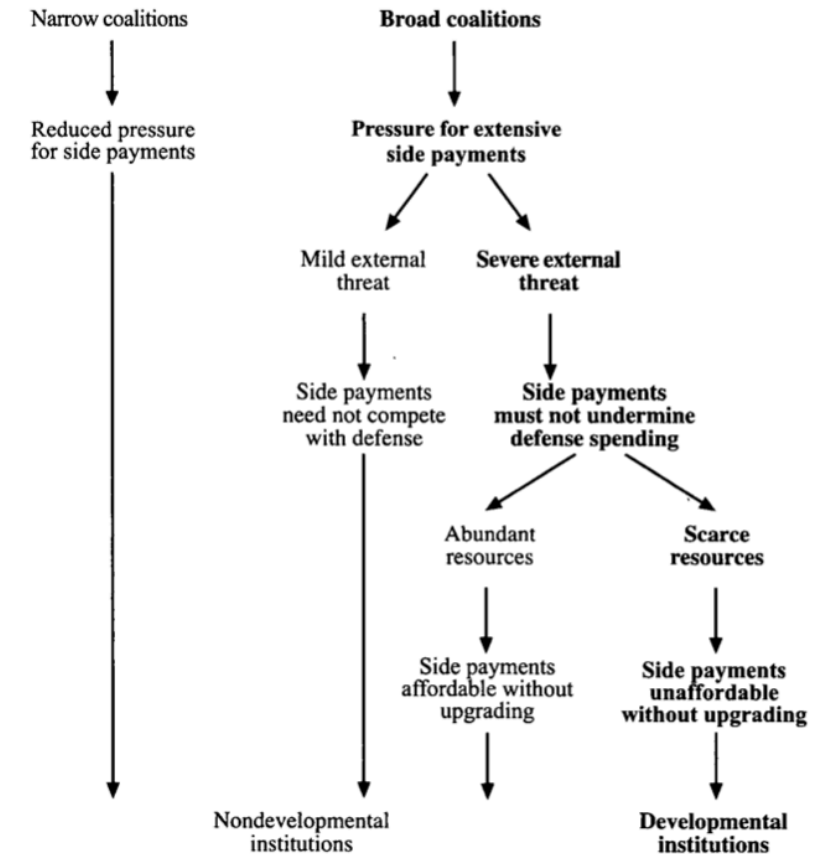 Narrow coalitions
Broad coalitions
Reduced pressure
for side payments
Pressure for extensive
side payments
Mild external
threat
Severe external
threat
Side payments
need not compete
with defense
Side payments
must not undermine
defense spending
Abundant
resources
Scarce
resources
Side payments
affordable without
upgrading
Side payments
unaffordable
without upgrading
Nondevelopmental
institutions
Developmental
institutions